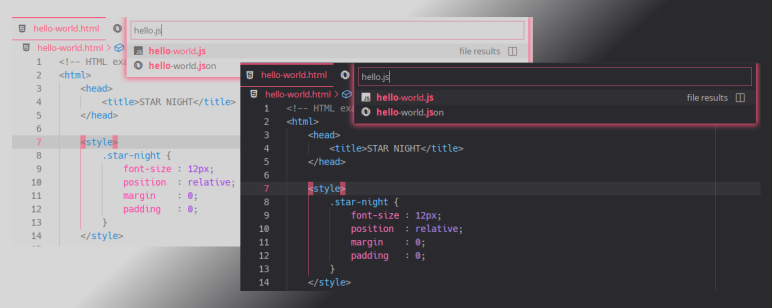 hello-world.html
hello.js
hello-world.html
hello-world.js file results
hello-world.json
1 <!-- HTML exa
2 <html>
3 <head>
4 <title>STAR NIGHT</title>
5 </head>
6
7 <style>
8 .star-night {
9 font-size : 12px;
10 position : relative;
11 margin : 0;
12 padding : 0;
13 }
14 </style>
hello-world.html
hello.js
hello-world.html
hello-world.js file results
hello-world.json
1 <!-- HTML exa
2 <html>
3 <head>
4 <title>STAR NIGHT</title>
5 </head>
6
7 <style>
8 .star-night {
9 font-size : 12px;
10 position : relative;
11 margin : 0;
12 padding : 0;
13 }
14 </style>